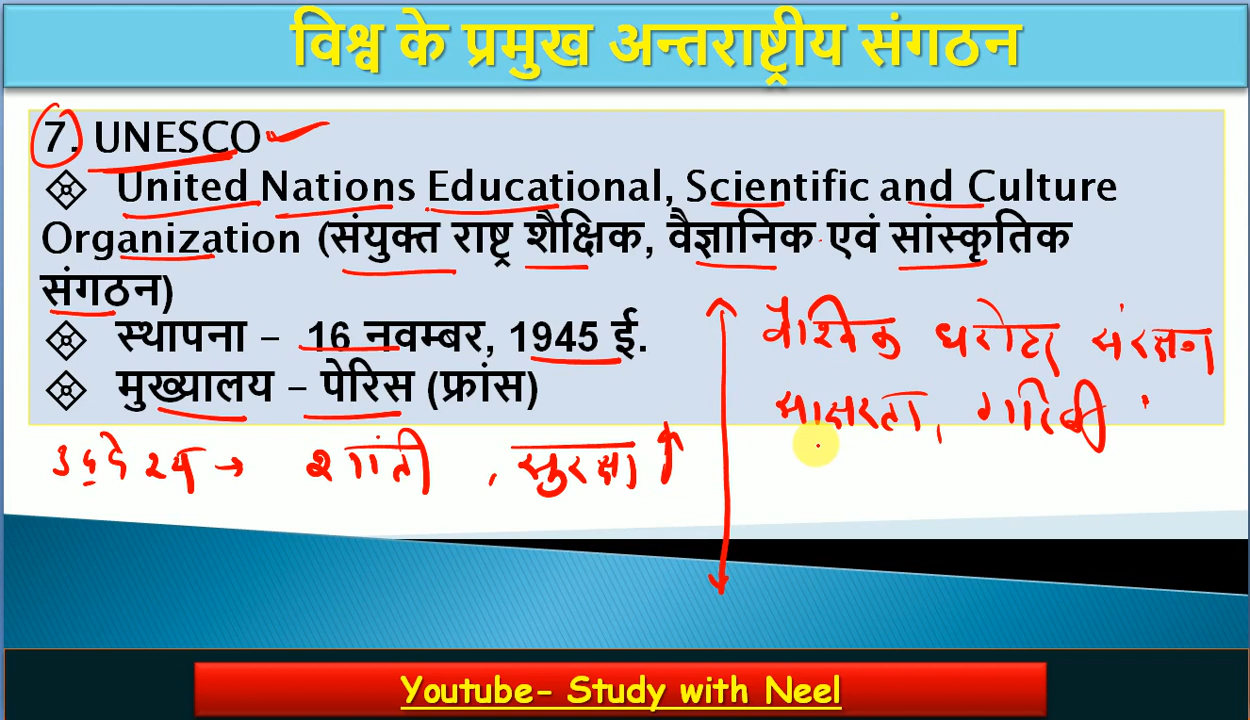 विश्व के प्रमुख अन्तराष्ट्रीय संगठन
7. UNESCO
United Nations Educational, Scientific and Culture
Organization (संयुक्त राष्ट्र शैक्षिक, वैज्ञानिक एवं सांस्कृतिक
संगठन)
स्थापना – 16 नवम्बर, 1945 ई.
मुख्यालय – पेरिस (फ्रांस)
उद्देश्य → शांती, सुरक्षा
वैश्विक धरोहर संरक्षण
साक्षरता, गरिबी
Youtube- Study with Neel